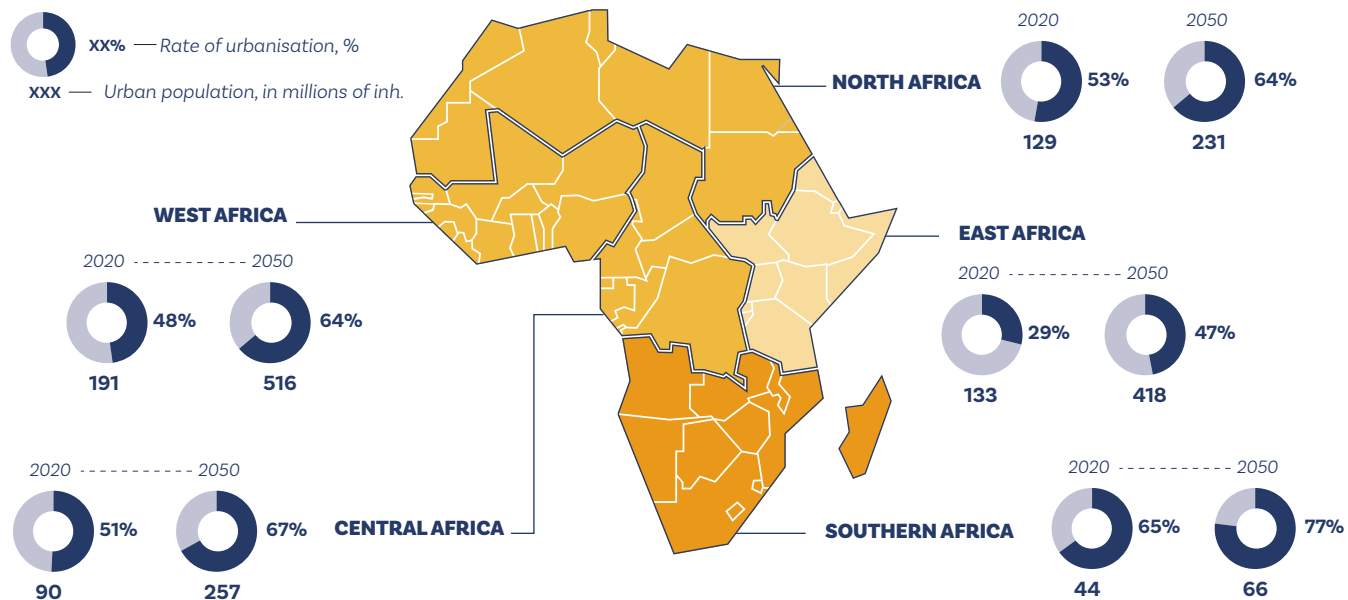 XX% — Rate of urbanisation, %
XXX — Urban population, in millions of inh.
NORTH AFRICA
2020 2050
53% 64%
129 231
WEST AFRICA
2020 2050
48% 64%
191 516
EAST AFRICA
2020 2050
29% 47%
133 418
CENTRAL AFRICA
2020 2050
51% 67%
90 257
SOUTHERN AFRICA
2020 2050
65% 77%
44 66